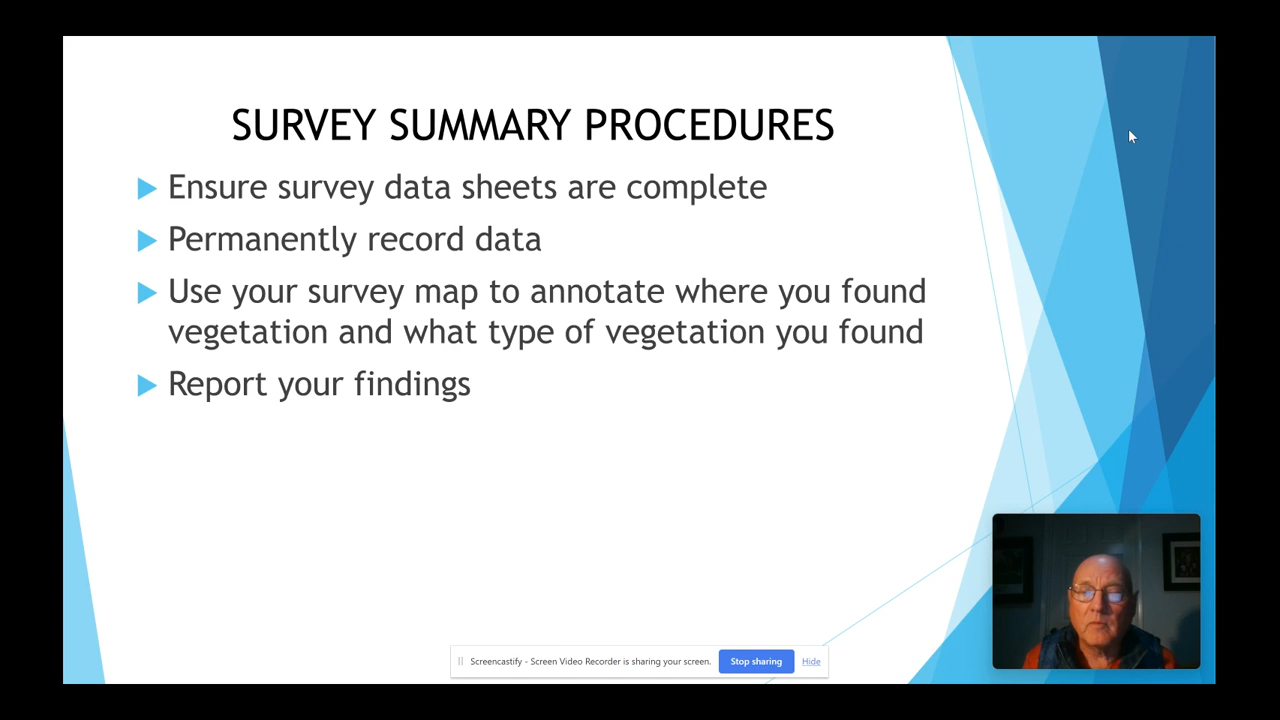 SURVEY SUMMARY PROCEDURES
Ensure survey data sheets are complete
Permanently record data
Use your survey map to annotate where you found
vegetation and what type of vegetation you found
Report your findings
Screencastify - Screen Video Recorder is sharing your screen. Stop sharing Hide